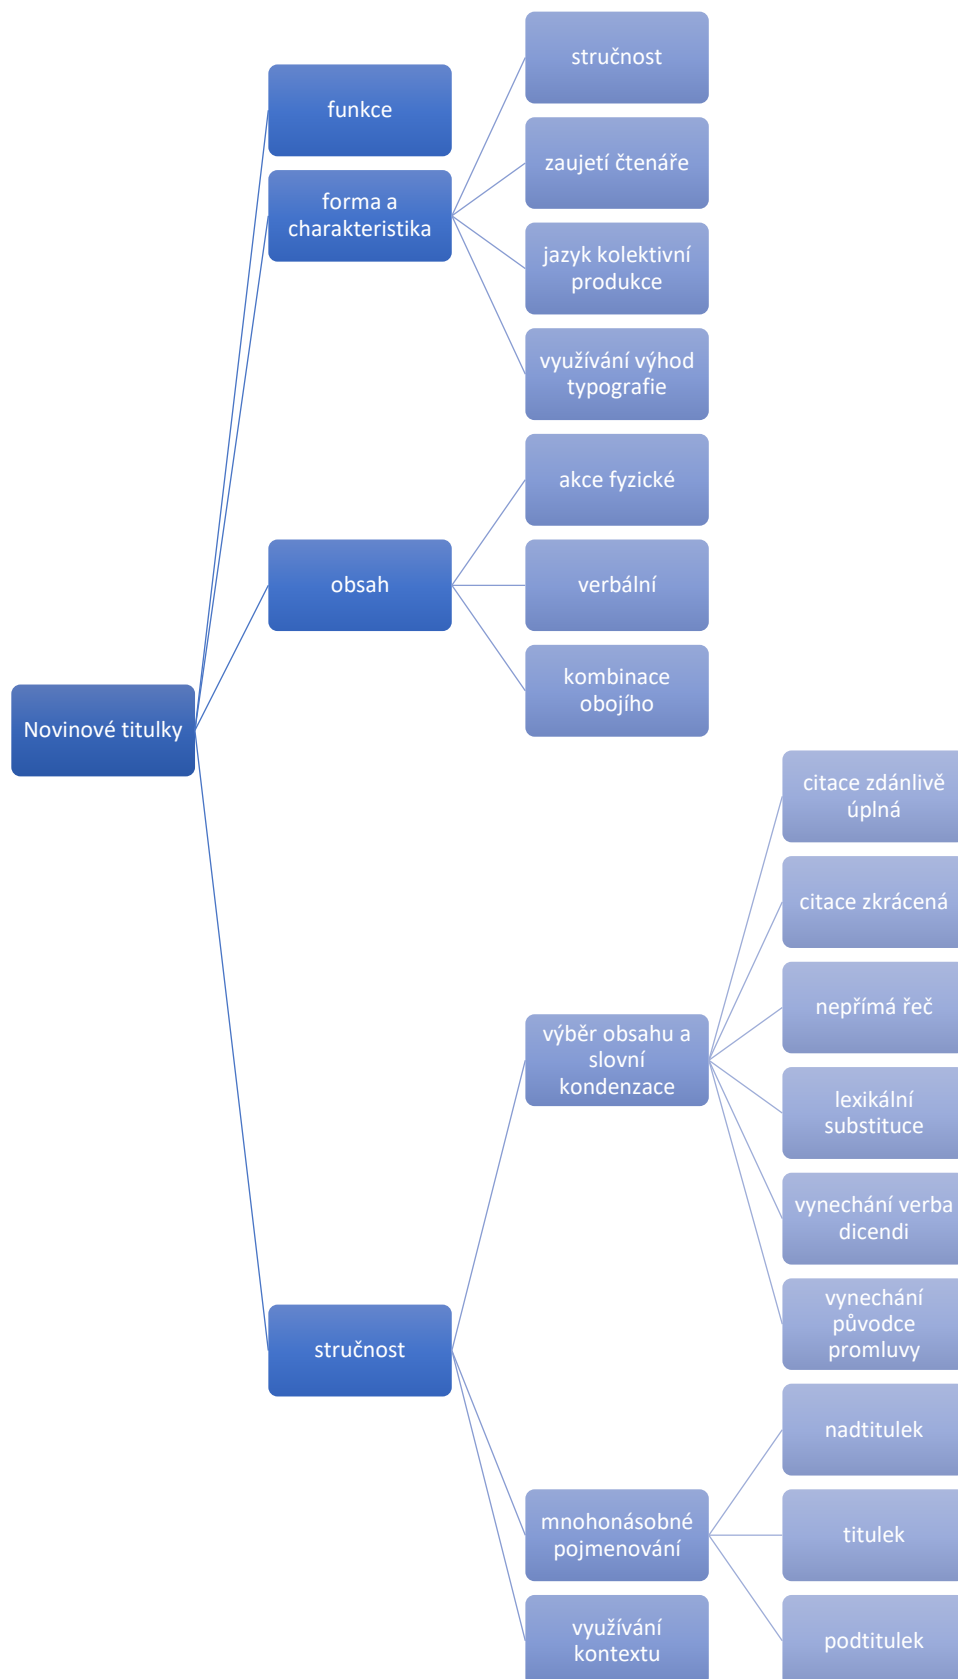 Novinové titulky
funkce
forma a
charakteristika
stručnost
zaujetí čtenáře
jazyk kolektivní
produkce
využívání výhod
typografie
obsah
akce fyzické
verbální
kombinace
obojího
stručnost
výběr obsahu a
slovní
kondenzace
citace zdánlivě
úplná
citace zkrácená
nepřímá řeč
lexikální
substituce
vynechání verba
dicendi
vynechání
původce
promluvy
mnohonásobné
pojmenování
nadtitulek
titulek
podtitulek
využívání
kontextu